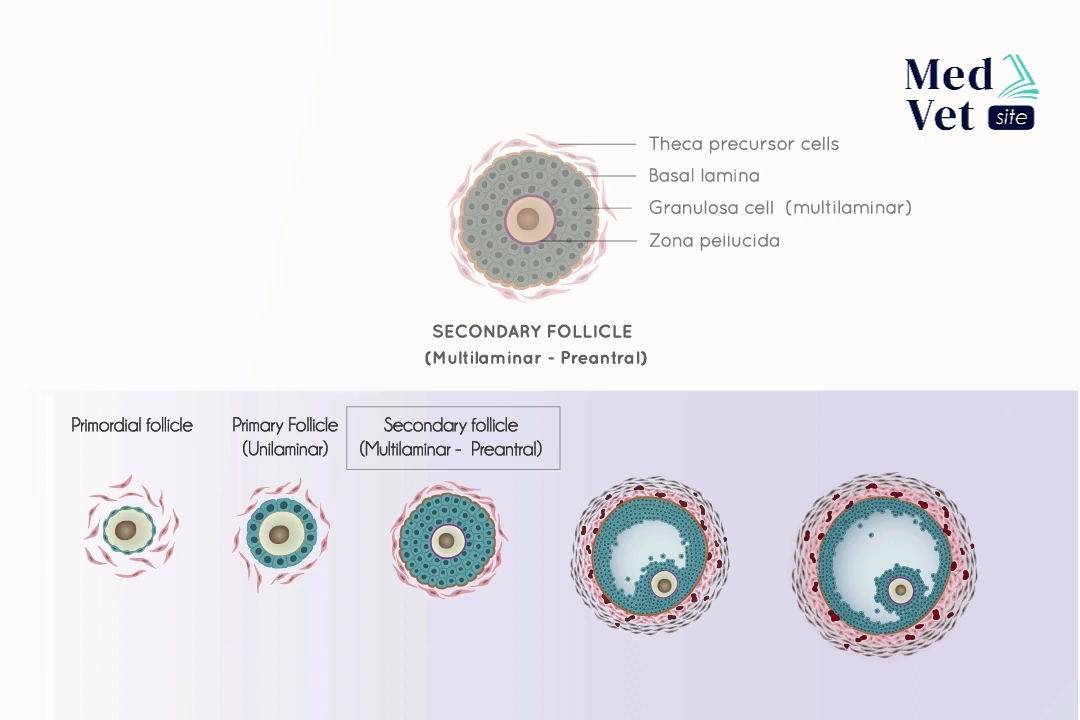 Med
Vet site
Theca precursor cells
Basal lamina
Granulosa cell (multilaminar)
Zona pellucida
SECONDARY FOLLICLE
(Multilaminar - Preantral)
Primordial follicle
Primary Follicle
(Unilaminar)
Secondary follicle
(Multilaminar - Preantral)